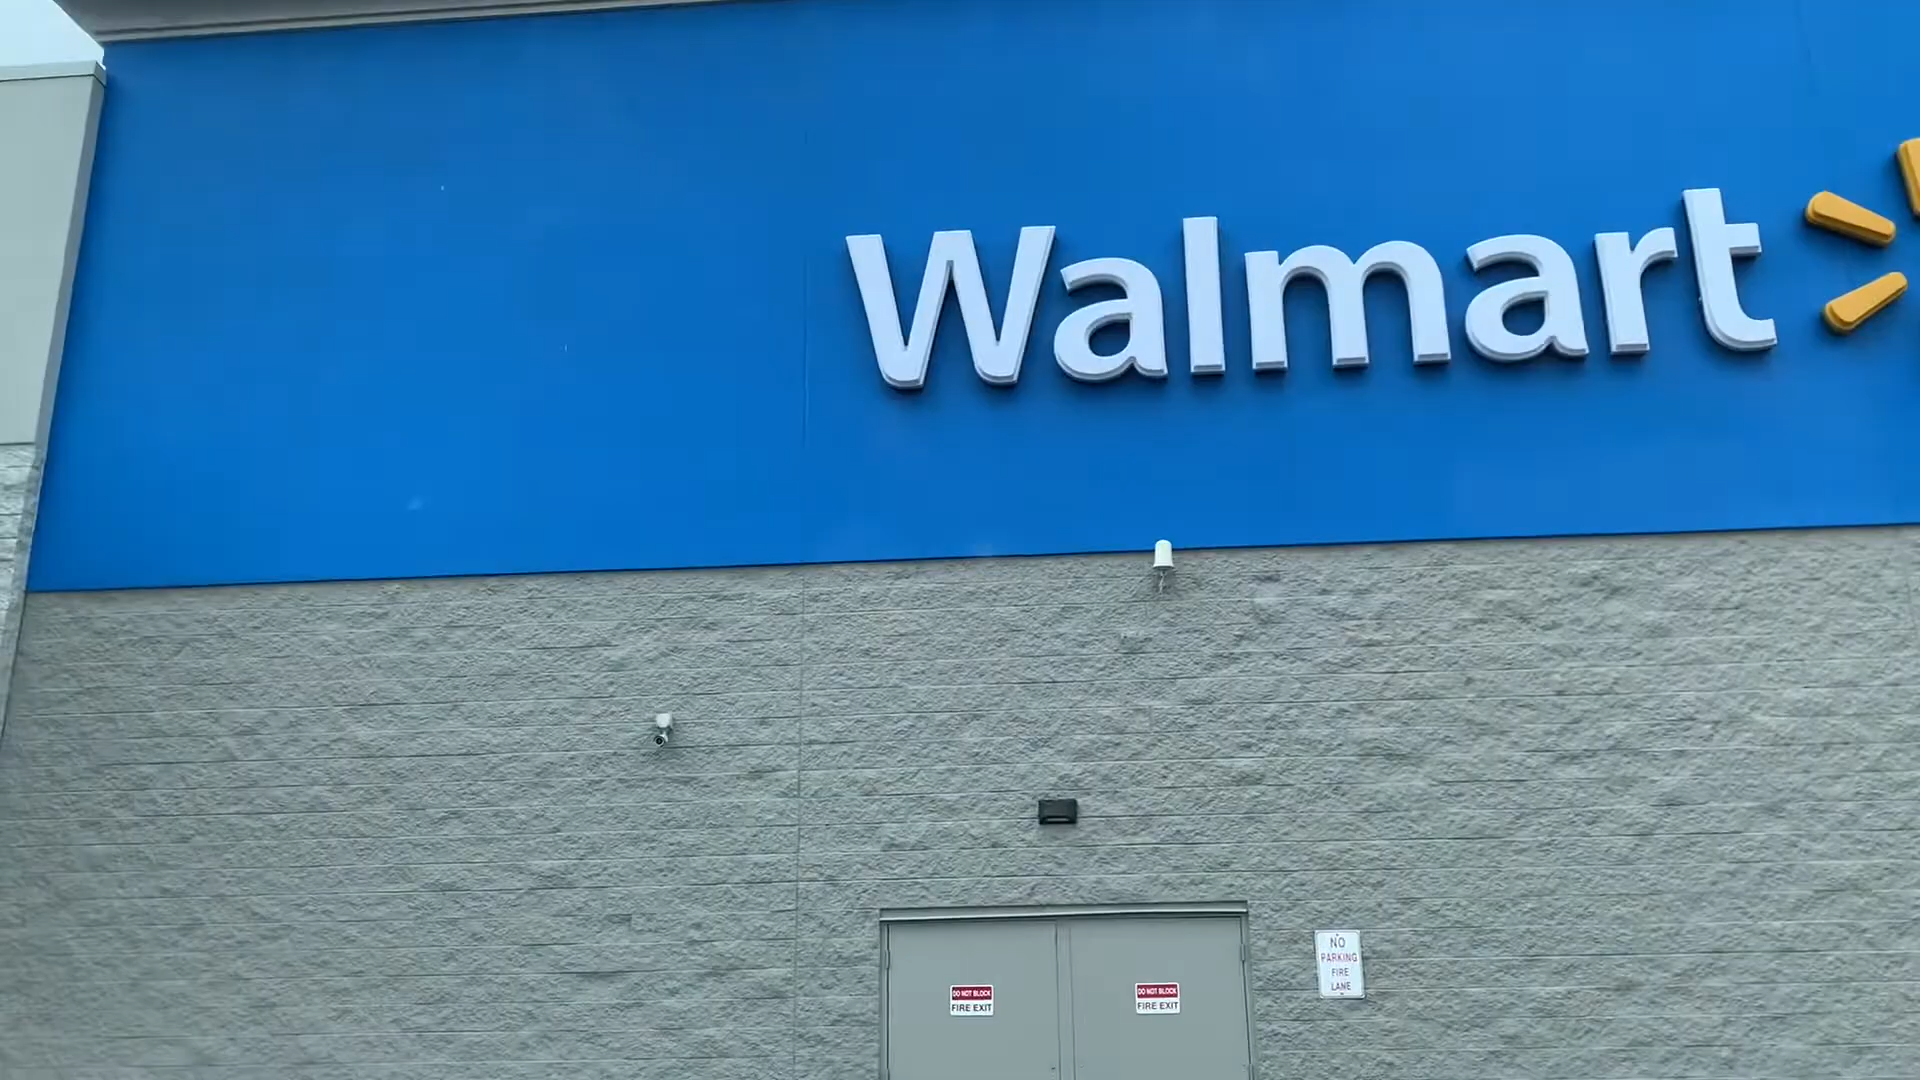 Walmart
NO
PARKING
FIRE
LANE
DO NOT BLOCK
FIRE EXIT
DO NOT BLOCK
FIRE EXIT